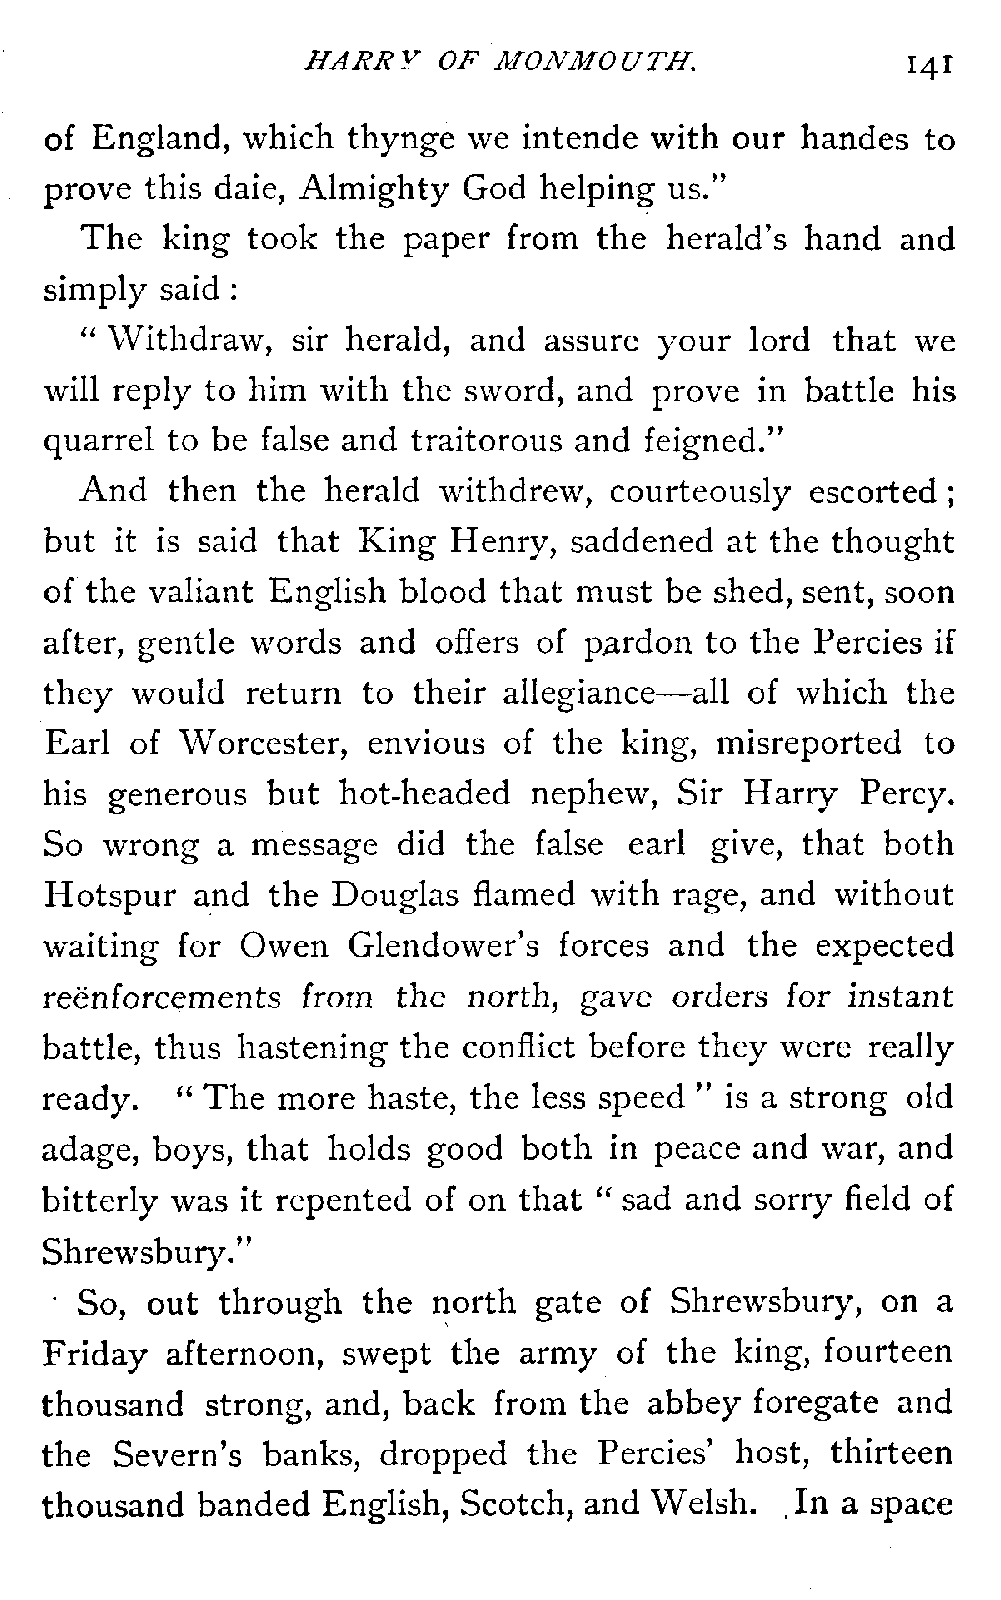 HARRY OF MONMOUTH. 141
of England, which thynge we intende with our handes to
prove this daie, Almighty God helping us."
The king took the paper from the herald's hand and
simply said :
" Withdraw, sir herald, and assure your lord that we
will reply to him with the sword, and prove in battle his
quarrel to be false and traitorous and feigned."
And then the herald withdrew, courteously escorted ;
but it is said that King Henry, saddened at the thought
of the valiant English blood that must be shed, sent, soon
after, gentle words and offers of pardon to the Percies if
they would return to their allegiance—all of which the
Earl of Worcester, envious of the king, misreported to
his generous but hot-headed nephew, Sir Harry Percy.
So wrong a message did the false earl give, that both
Hotspur and the Douglas flamed with rage, and without
waiting for Owen Glendower's forces and the expected
reënforcements from the north, gave orders for instant
battle, thus hastening the conflict before they were really
ready. " The more haste, the less speed " is a strong old
adage, boys, that holds good both in peace and war, and
bitterly was it repented of on that " sad and sorry field of
Shrewsbury."
So, out through the north gate of Shrewsbury, on a
Friday afternoon, swept the army of the king, fourteen
thousand strong, and, back from the abbey foregate and
the Severn's banks, dropped the Percies' host, thirteen
thousand banded English, Scotch, and Welsh. In a space